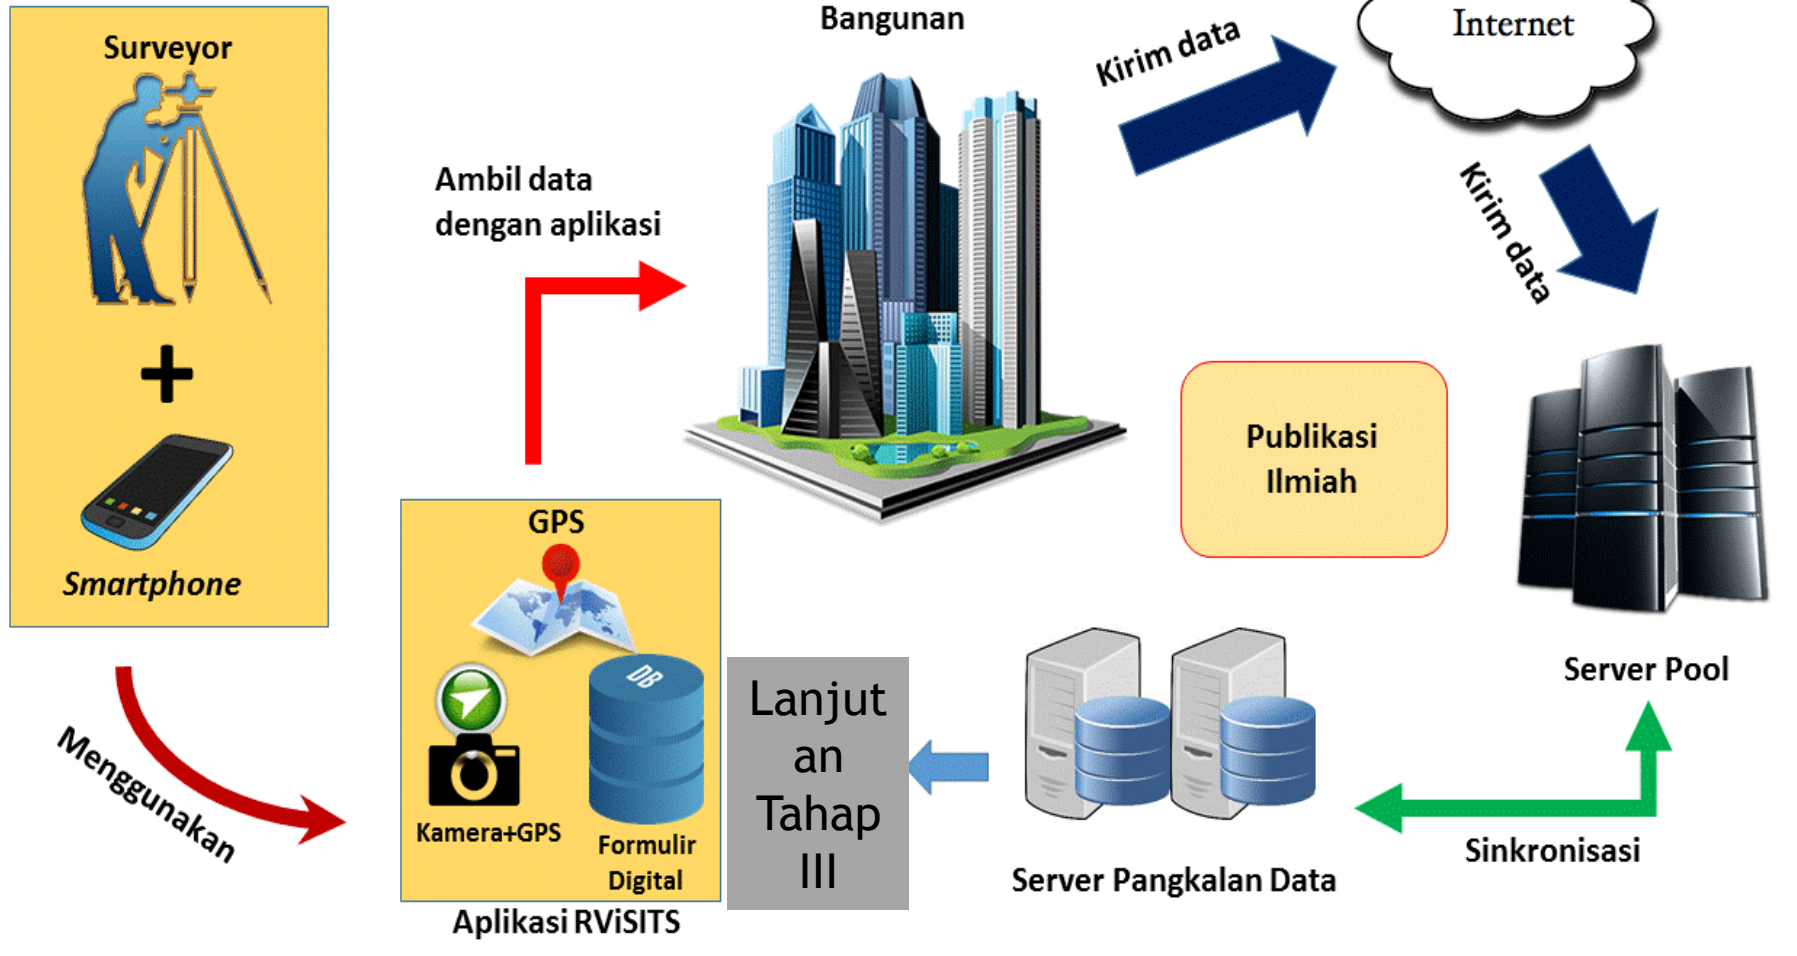 Surveyor
Smartphone
Menggunakan
GPS
DB
Kamera+GPS
Formulir
Digital
Aplikasi RViSITS
Ambil data
dengan aplikasi
Bangunan
Kirim data
Internet
Kirim data
Server Pool
Sinkronisasi
Server Pangkalan Data
Lanjut
an
Tahap
III
Publikasi
Ilmiah